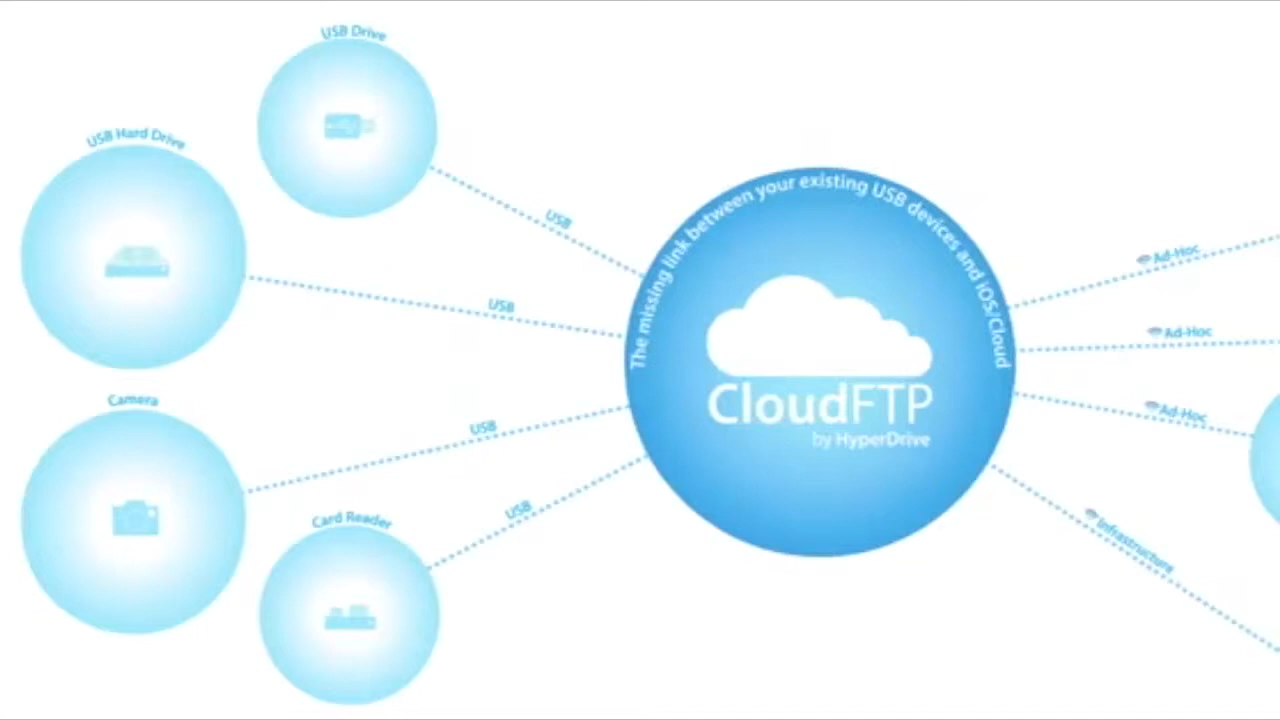 USB Drive
USB Hard Drive
USB
USB
Camera
USB
Card Reader
USB
The missing link between your existing USB devices and iOS/Cloud
CloudFTP
by HyperDrive
Ad-Hoc
Ad-Hoc
Ad-Hoc
Infrastructure